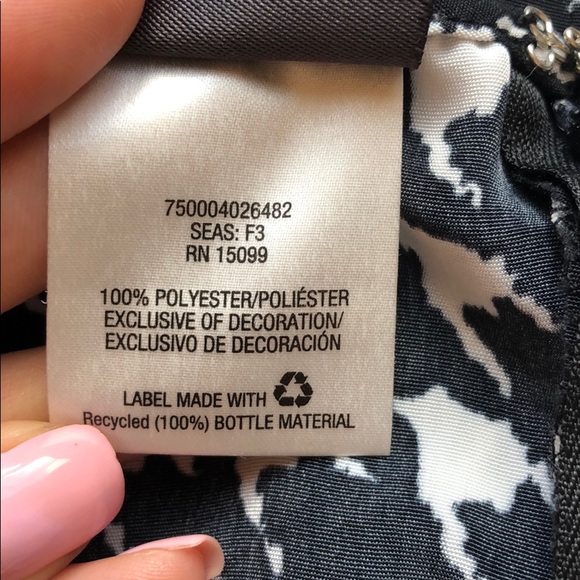 750004026482
SEAS: F3
RN 15099
100% POLYESTER/POLIÉSTER
EXCLUSIVE OF DECORATION/
EXCLUSIVO DE DECORACIÓN
LABEL MADE WITH
Recycled (100%) BOTTLE MATERIAL